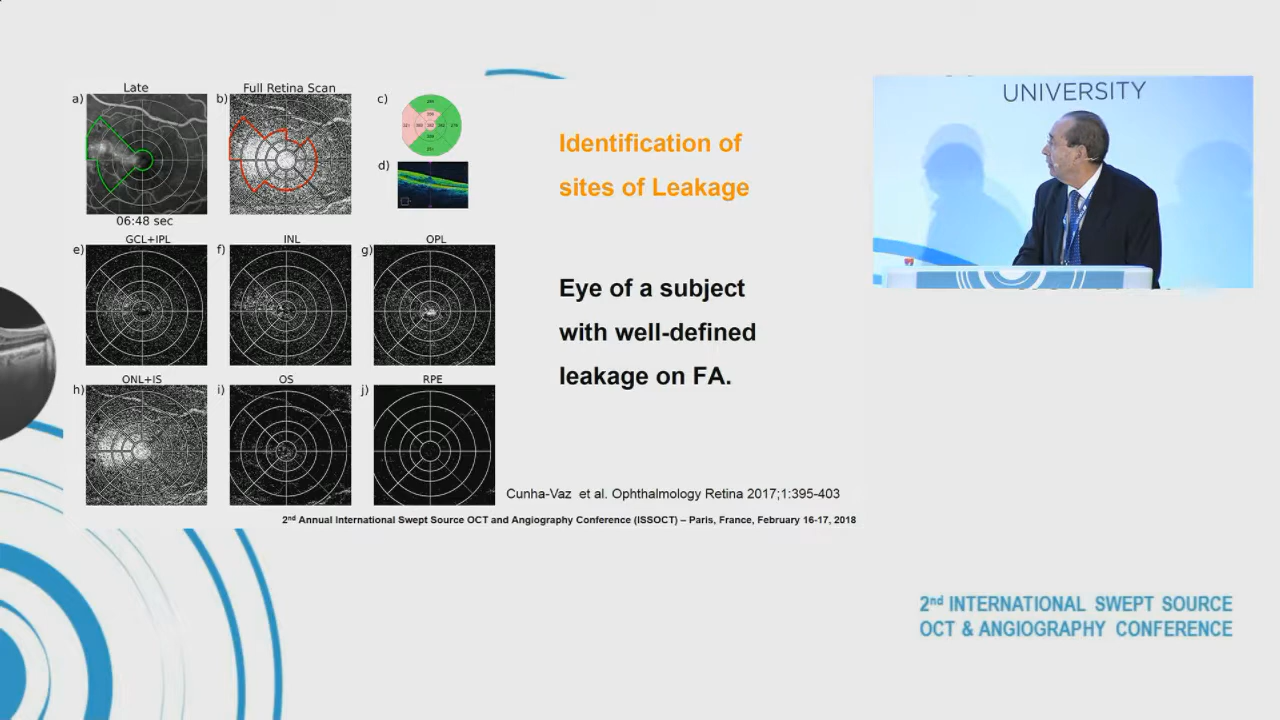 Late
Full Retina Scan
a)
b)
c)
d)
06:48 sec
GCL+IPL
INL
OPL
e)
f)
g)
ONL+IS
OS
RPE
h)
i)
j)
Identification of
sites of Leakage
Eye of a subject
with well-defined
leakage on FA.
Cunha-Vaz et al. Ophthalmology Retina 2017;1:395-403
2nd Annual International Swept Source OCT and Angiography Conference (ISSOCT) – Paris, France, February 16-17, 2018
UNIVERSITY
2nd INTERNATIONAL SWEPT SOURCE
OCT & ANGIOGRAPHY CONFERENCE